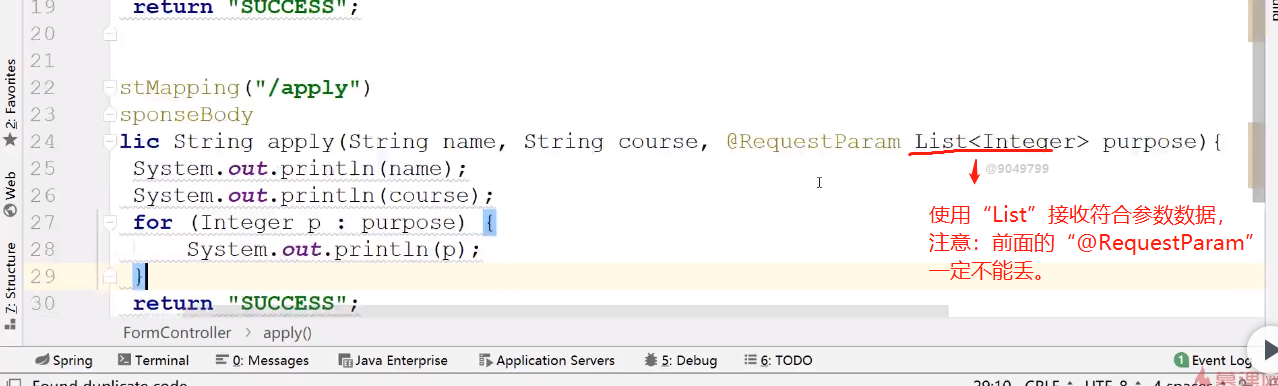 19 return "SUCCESS";
20
21
22 stMapping("/apply")
23 sponseBody
24 lic String apply(String name, String course, @RequestParam List<Integer> purpose){
25 System.out.println(name);
@9049799
26 System.out.println(course);
27 for (Integer p : purpose) {
28 System.out.println(p);
29 }
30 return "SUCCESS";
使用“List”接收符合参数数据，
注意：前面的“@RequestParam”
一定不能丢。
2: Favorites
Web
Z: Structure
FormController > apply()
Spring Terminal 0: Messages Java Enterprise Application Servers 5: Debug 6: TODO 1 Event Log
Found duplicate code 29:10 CRLF UTF-8 4 spaces